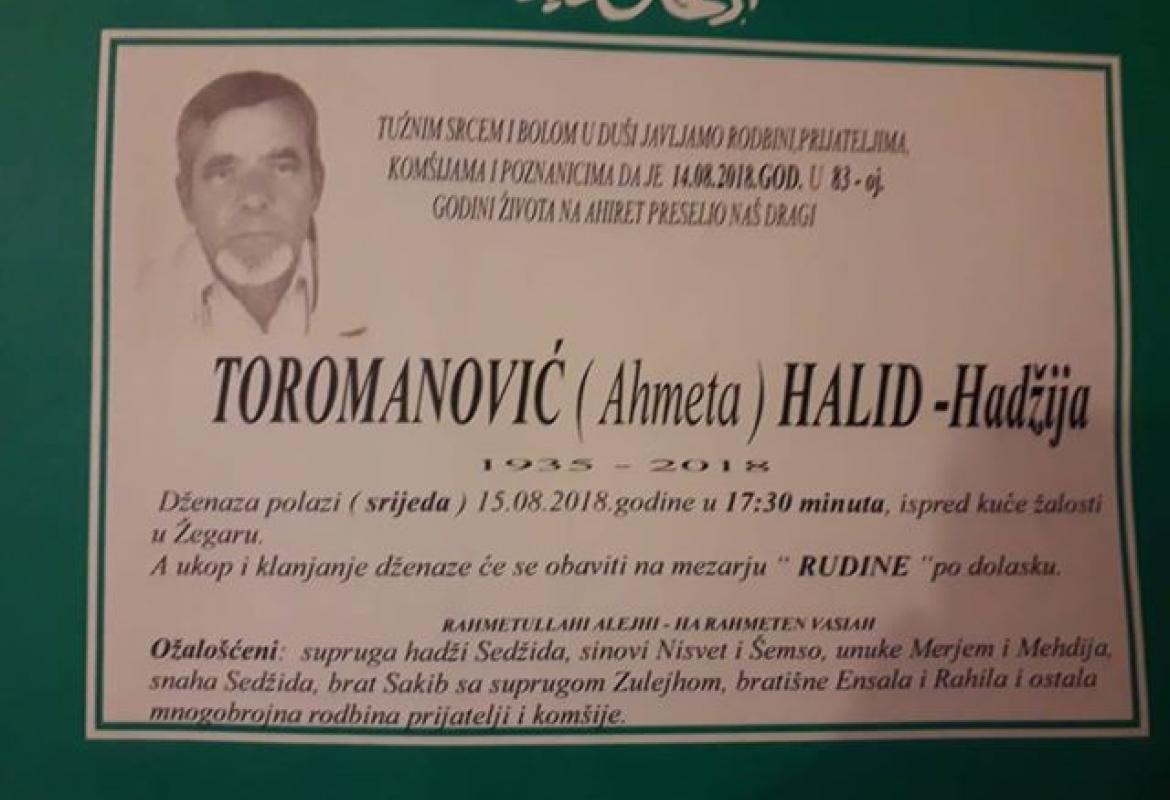 TUŽNIM SRCEM I BOLOM U DUŠI JAVLJAMO RODBINI,PRIJATELJIMA,
KOMŠIJAMA I POZNANICIMA DA JE 14.08.2018.GOD. U 83 - oj.
GODINI ŽIVOTA NA AHIRET PRESELIO NAŠ DRAGI
TOROMANOVIĆ ( Ahmeta ) HALID -Hadžija
1935 - 2018
Dženaza polazi ( srijeda ) 15.08.2018.godine u 17:30 minuta, ispred kuče žalosti
u Žegaru.
A ukop i klanjanje dženaze će se obaviti na mezarju " RUDINE "po dolasku.
RAHMETULLAHI ALEJHI - HA RAHMETEN VASIAH
Ožalošćeni: supruga hadži Sedžida, sinovi Nisvet i Šemso, unuke Merjem i Mehdija,
snaha Sedžida, brat Sakib sa suprugom Zulejhom, bratišne Ensala i Rahila i ostala
mnogobrojna rodbina prijatelji i komšije.